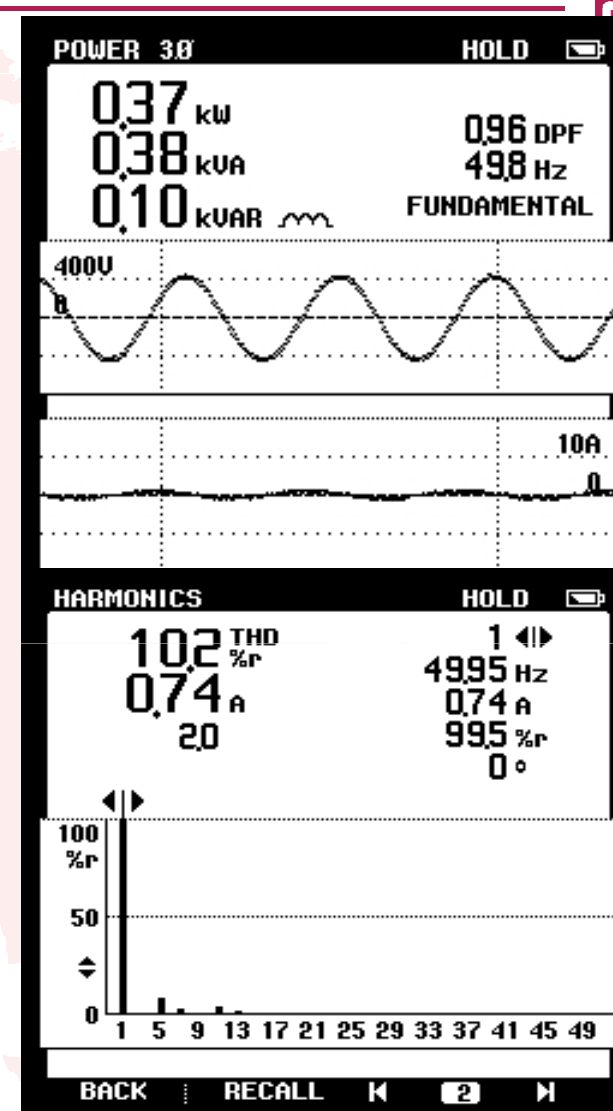 POWER 3.0 HOLD
0.37 kW
0.38 kVA
0.10 kVAR
0.96 DPF
49.8 Hz
FUNDAMENTAL
400V
0
10A
0
HARMONICS HOLD
10.2 THD %r
0.74 A
2.0
1
49.95 Hz
0.74 A
99.5 %r
0 °
100
%r
50
0
1 5 9 13 17 21 25 29 33 37 41 45 49
BACK RECALL 2